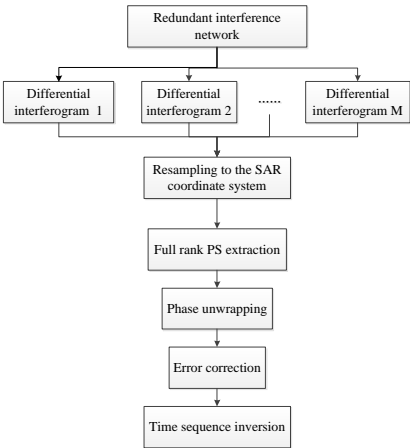 Redundant interference
network
Differential
interferogram 1
Differential
interferogram 2
......
Differential
interferogram M
Resampling to the SAR
coordinate system
Full rank PS extraction
Phase unwrapping
Error correction
Time sequence inversion